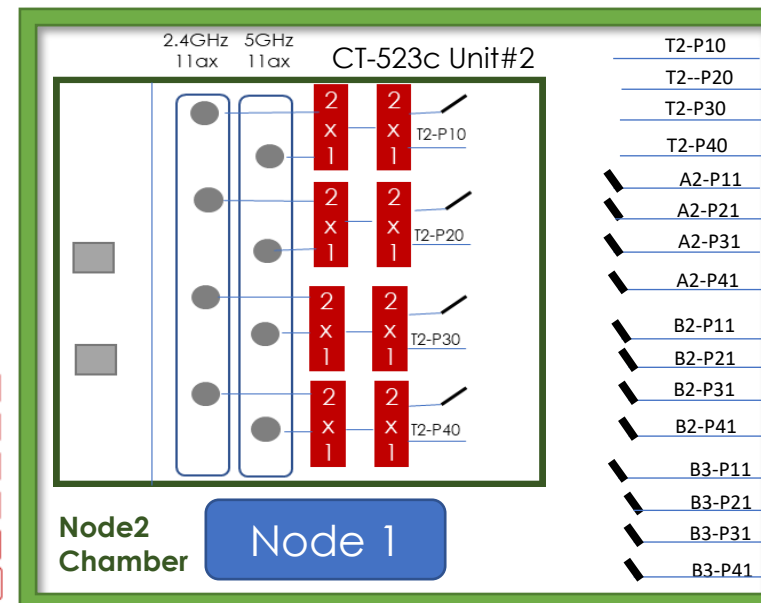 2.4GHz 5GHz
11ax 11ax
CT-523c Unit#2
2 2
x x
1 1
T2-P10
2 2
x x
1 1
T2-P20
2 2
x x
1 1
T2-P30
2 2
x x
1 1
T2-P40
Node2
Chamber
Node 1
T2-P10
T2--P20
T2-P30
T2-P40
A2-P11
A2-P21
A2-P31
A2-P41
B2-P11
B2-P21
B2-P31
B2-P41
B3-P11
B3-P21
B3-P31
B3-P41